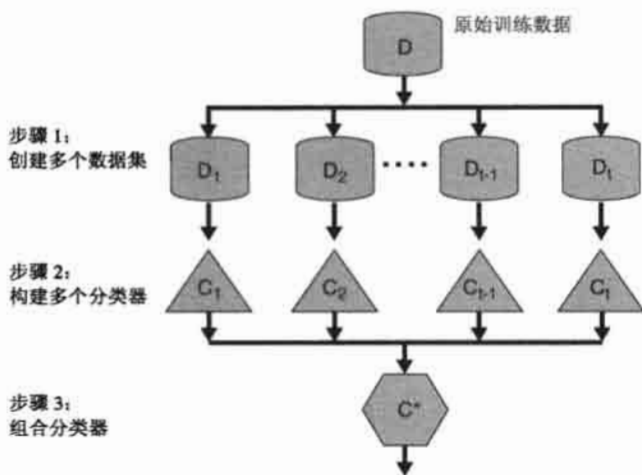 D
原始训练数据
步骤 1：
创建多个数据集
D₁
D₂
····
Dₜ₋₁
Dₜ
步骤 2：
构建多个分类器
C₁
C₂
Cₜ₋₁
Cₜ
步骤 3：
组合分类器
C*